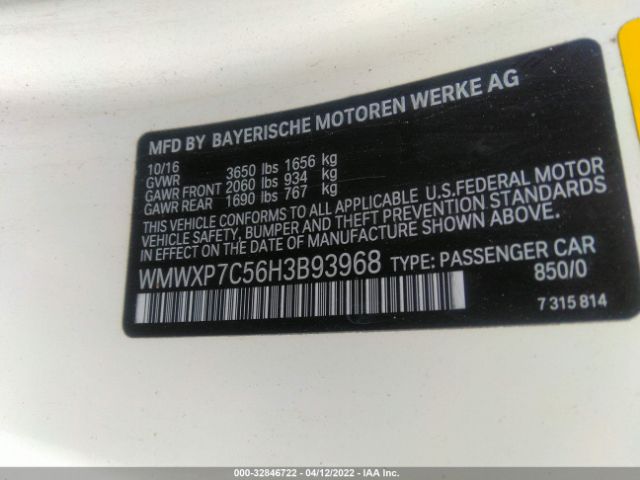 MFD BY BAYERISCHE MOTOREN WERKE AG
10/16
GVWR 3650 lbs 1656 kg
GAWR FRONT 2060 lbs 934 kg
GAWR REAR 1690 lbs 767 kg
THIS VEHICLE CONFORMS TO ALL APPLICABLE U.S.FEDERAL MOTOR
VEHICLE SAFETY, BUMPER AND THEFT PREVENTION STANDARDS
IN EFFECT ON THE DATE OF MANUFACTURE SHOWN ABOVE.
WMWXP7C56H3B93968 TYPE: PASSENGER CAR
850/0
7 315 814
000-32846722 - 04/12/2022 - IAA Inc.